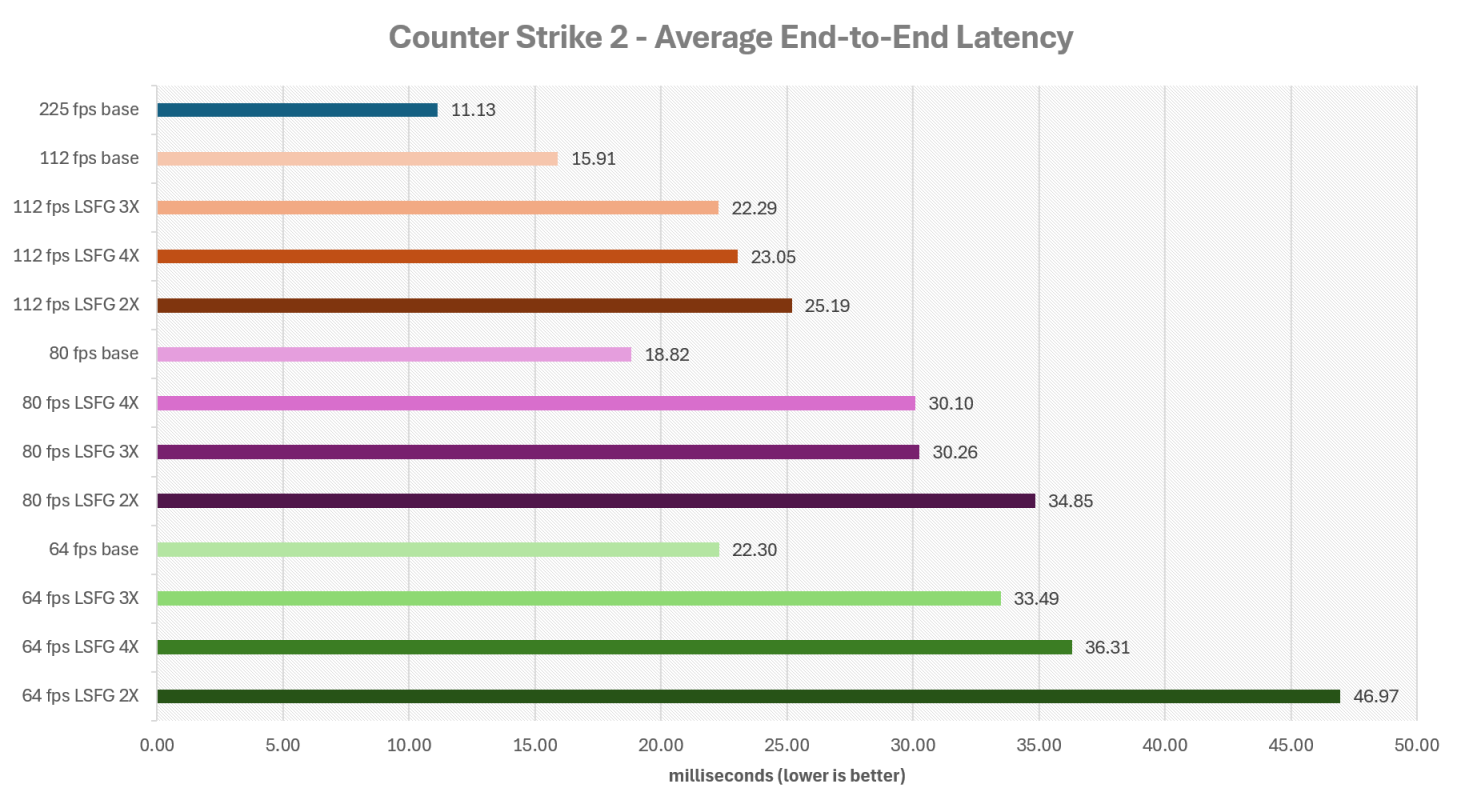 Counter Strike 2 - Average End-to-End Latency
225 fps base 11.13
112 fps base 15.91
112 fps LSFG 3X 22.29
112 fps LSFG 4X 23.05
112 fps LSFG 2X 25.19
80 fps base 18.82
80 fps LSFG 4X 30.10
80 fps LSFG 3X 30.26
80 fps LSFG 2X 34.85
64 fps base 22.30
64 fps LSFG 3X 33.49
64 fps LSFG 4X 36.31
64 fps LSFG 2X 46.97
0.00 5.00 10.00 15.00 20.00 25.00 30.00 35.00 40.00 45.00 50.00
milliseconds (lower is better)